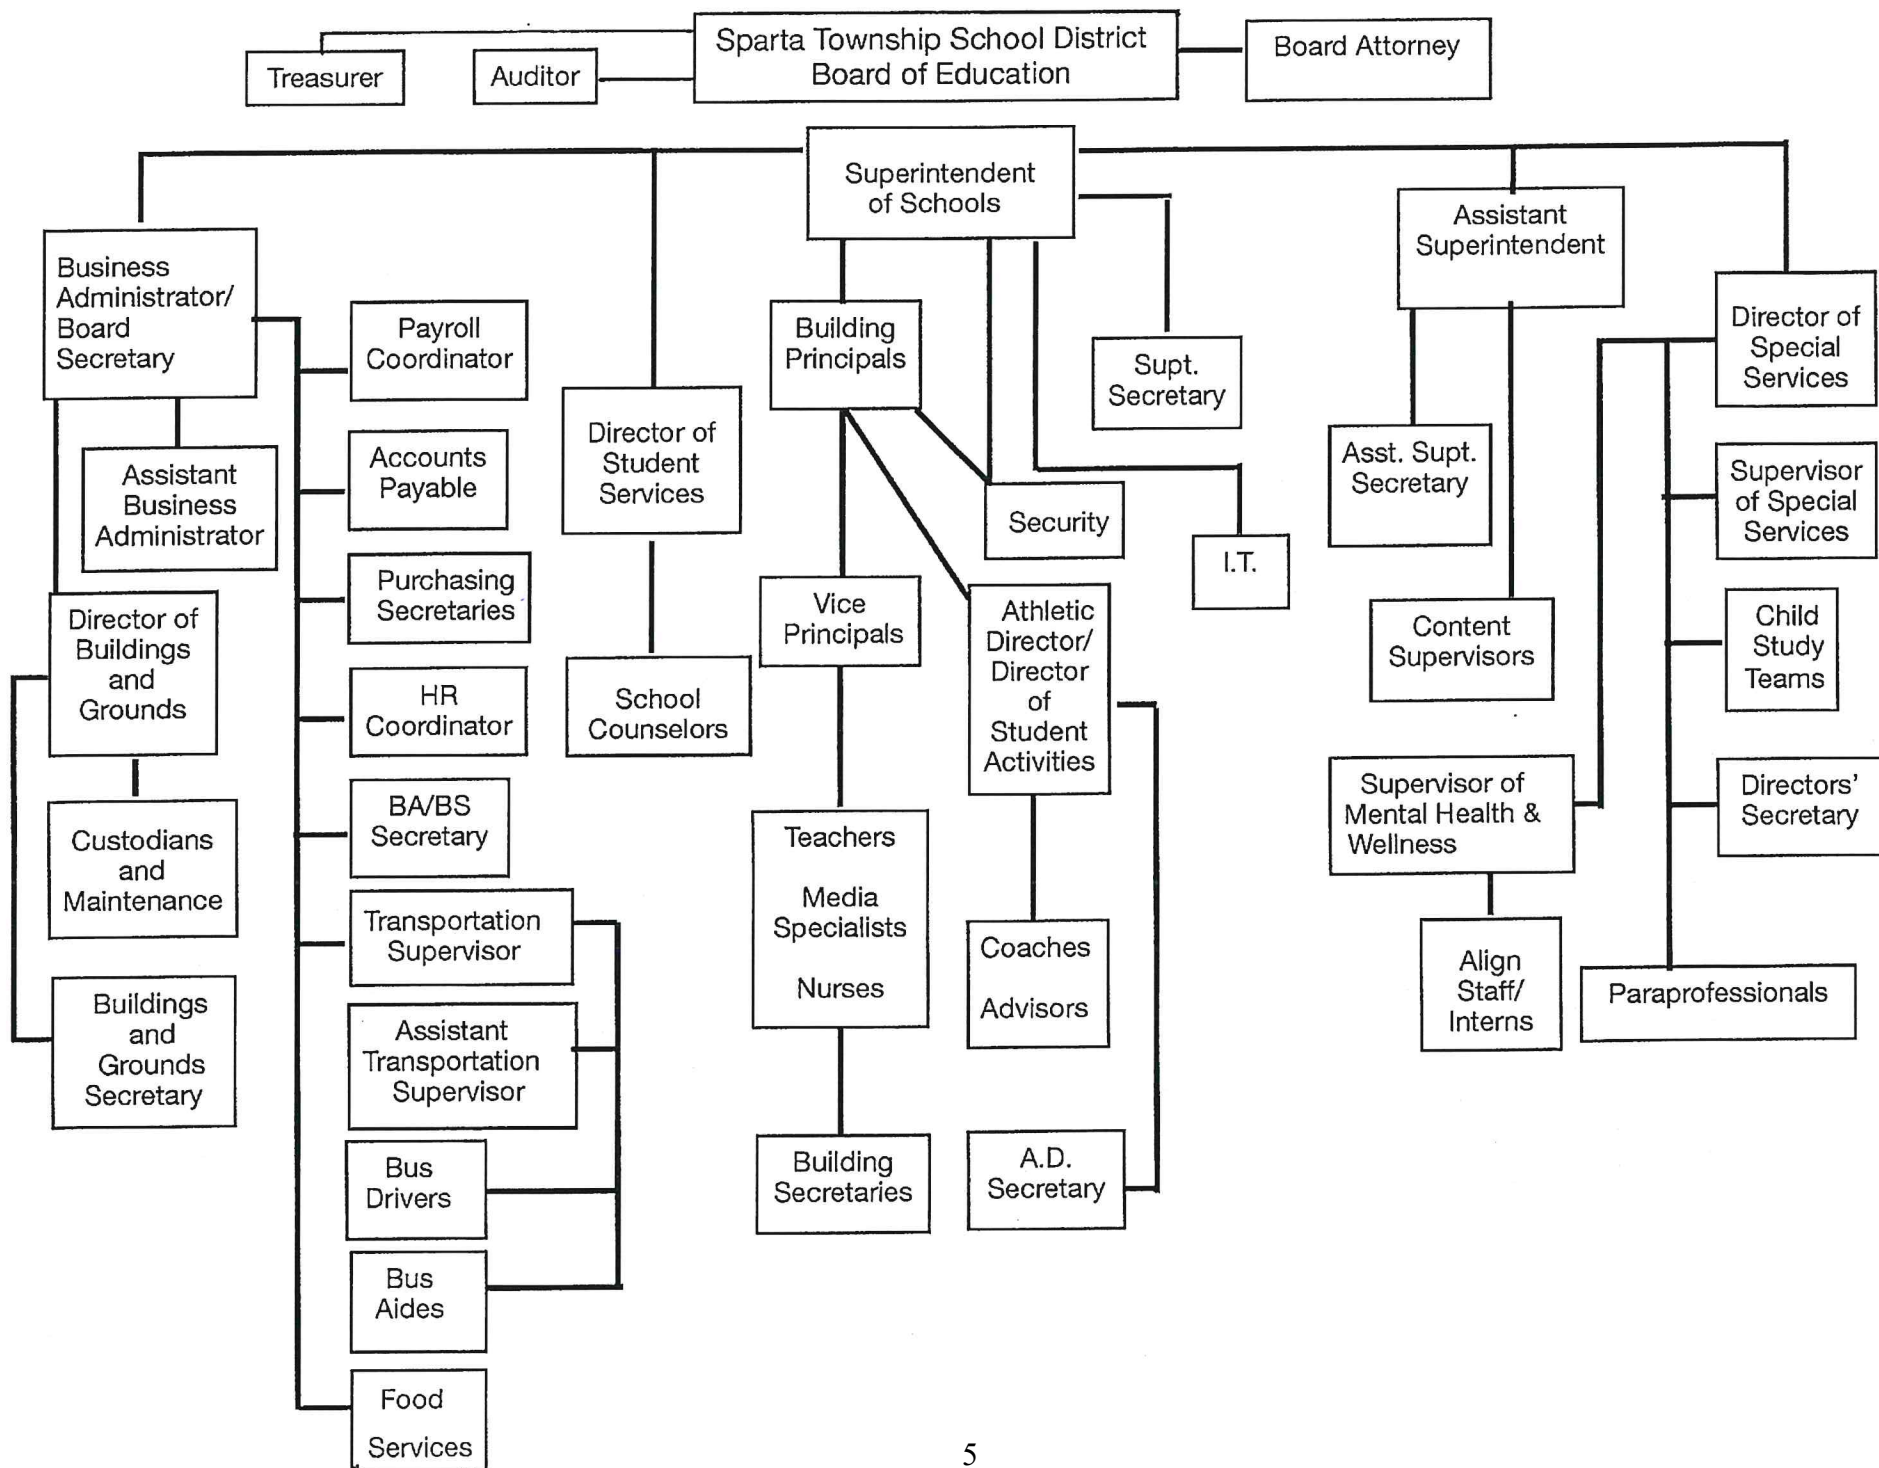 Sparta Township School District
Board of Education
Treasurer
Auditor
Board Attorney
Superintendent
of Schools
Business
Administrator/
Board
Secretary
Assistant
Business
Administrator
Director of
Buildings
and
Grounds
Custodians
and
Maintenance
Buildings
and
Grounds
Secretary
Payroll
Coordinator
Accounts
Payable
Purchasing
Secretaries
HR
Coordinator
BA/BS
Secretary
Transportation
Supervisor
Assistant
Transportation
Supervisor
Bus
Drivers
Bus
Aides
Food
Services
Director of
Student
Services
School
Counselors
Building
Principals
Vice
Principals
Teachers
Media
Specialists
Nurses
Building
Secretaries
Security
Athletic
Director/
Director
of
Student
Activities
Coaches
Advisors
A.D.
Secretary
Supt.
Secretary
I.T.
Assistant
Superintendent
Asst. Supt.
Secretary
Content
Supervisors
Director of
Special
Services
Supervisor
of Special
Services
Child
Study
Teams
Directors'
Secretary
Supervisor of
Mental Health &
Wellness
Align
Staff/
Interns
Paraprofessionals
5